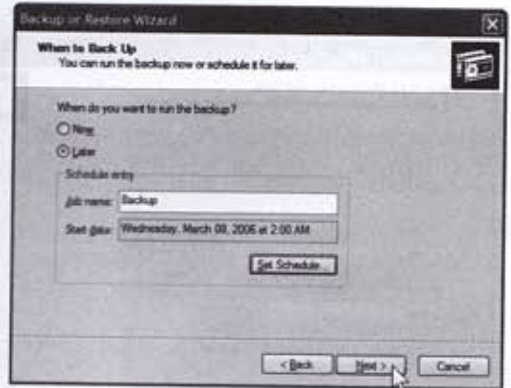 Backup or Restore Wizard
When to Back Up
You can run the backup now or schedule it for later.
When do you want to run the backup?
Now
Later
Schedule entry
Job name: Backup
Start date: Wednesday, March 08, 2006 at 2:00 AM
Set Schedule...
< Back Next > Cancel